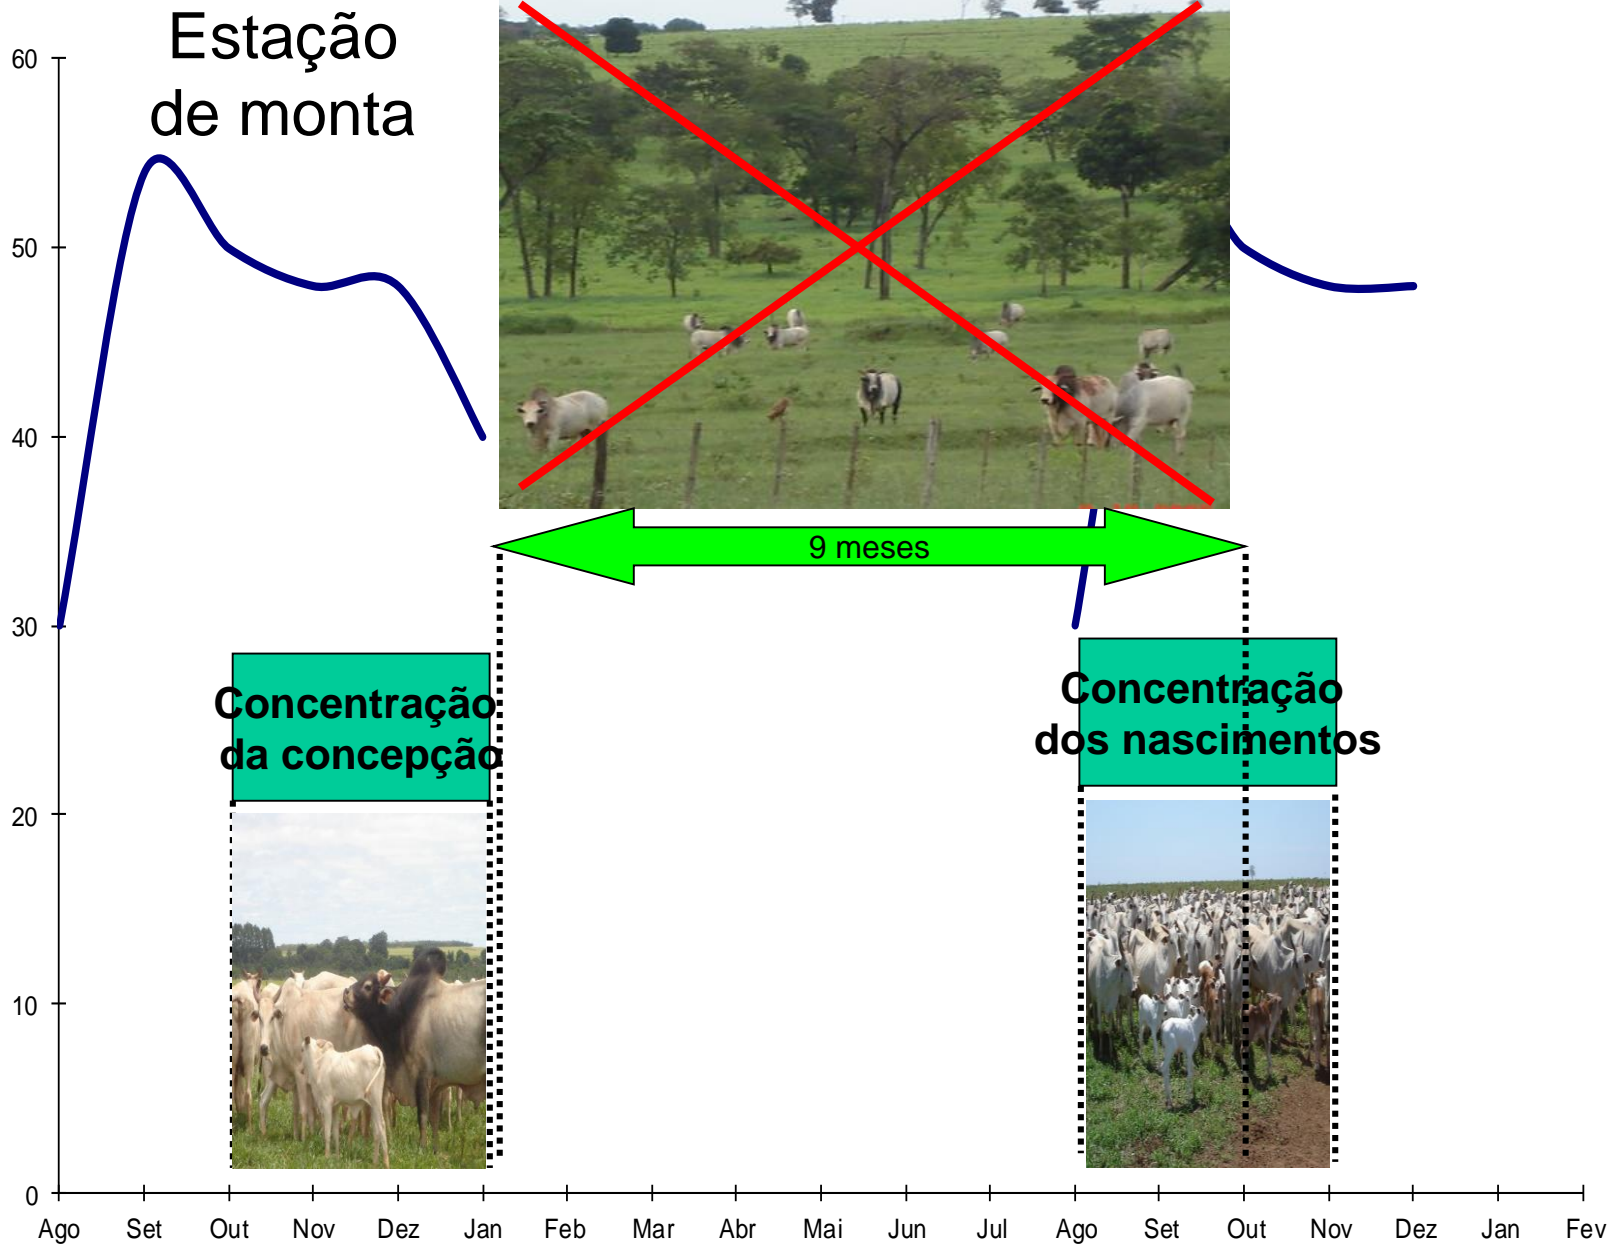 Estação
de monta
60
50
40
30
20
10
0
9 meses
Concentração
da concepção
Concentração
dos nascimentos
Ago Set Out Nov Dez Jan Feb Mar Abr Mai Jun Jul Ago Set Out Nov Dez Jan Fev